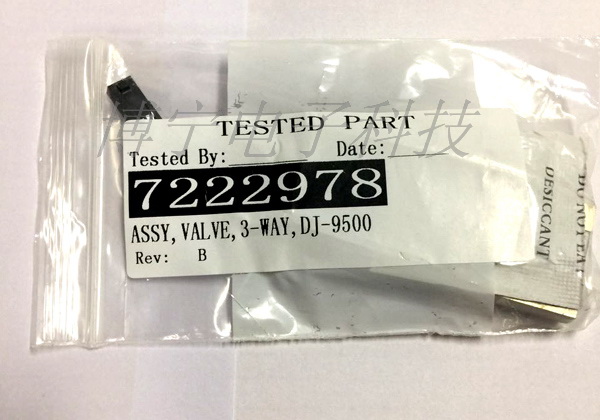 博宁电子科技
TESTED PART
Tested By: Date:
7222978
ASSY, VALVE, 3-WAY, DJ-9500
Rev: B
DO NOT EAT
DESICCANT